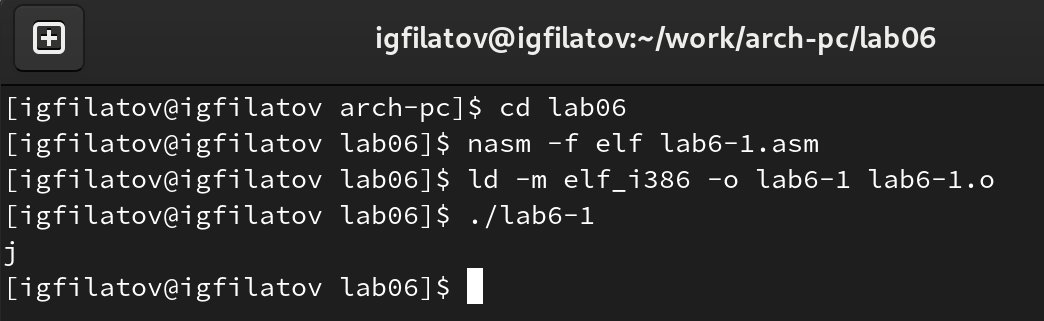 igfilatov@igfilatov:~/work/arch-pc/lab06
[igfilatov@igfilatov arch-pc]$ cd lab06
[igfilatov@igfilatov lab06]$ nasm -f elf lab6-1.asm
[igfilatov@igfilatov lab06]$ ld -m elf_i386 -o lab6-1 lab6-1.o
[igfilatov@igfilatov lab06]$ ./lab6-1
j
[igfilatov@igfilatov lab06]$